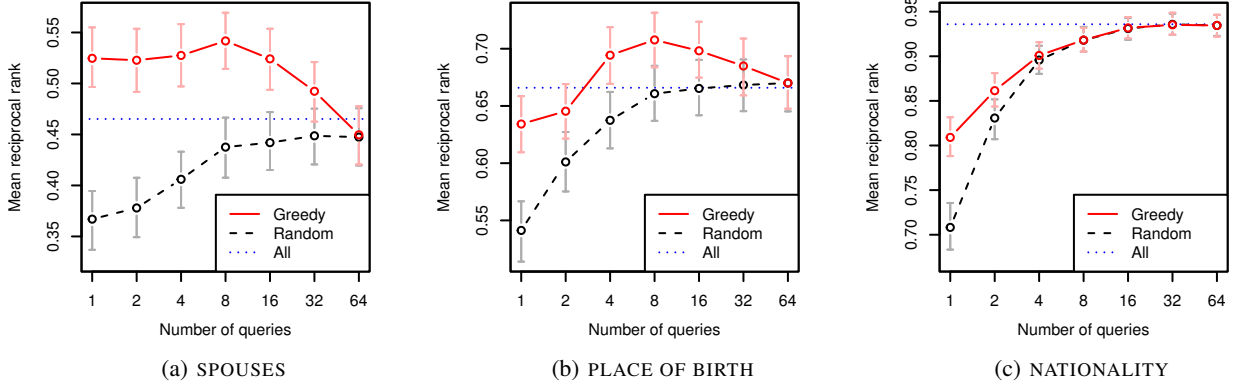 Mean reciprocal rank
0.55
0.50
0.45
0.40
0.35
Greedy
Random
All
1 2 4 8 16 32 64
Number of queries
(a) SPOUSES
Mean reciprocal rank
0.70
0.65
0.60
0.55
Greedy
Random
All
1 2 4 8 16 32 64
Number of queries
(b) PLACE OF BIRTH
Mean reciprocal rank
0.95
0.90
0.85
0.80
0.75
0.70
Greedy
Random
All
1 2 4 8 16 32 64
Number of queries
(c) NATIONALITY